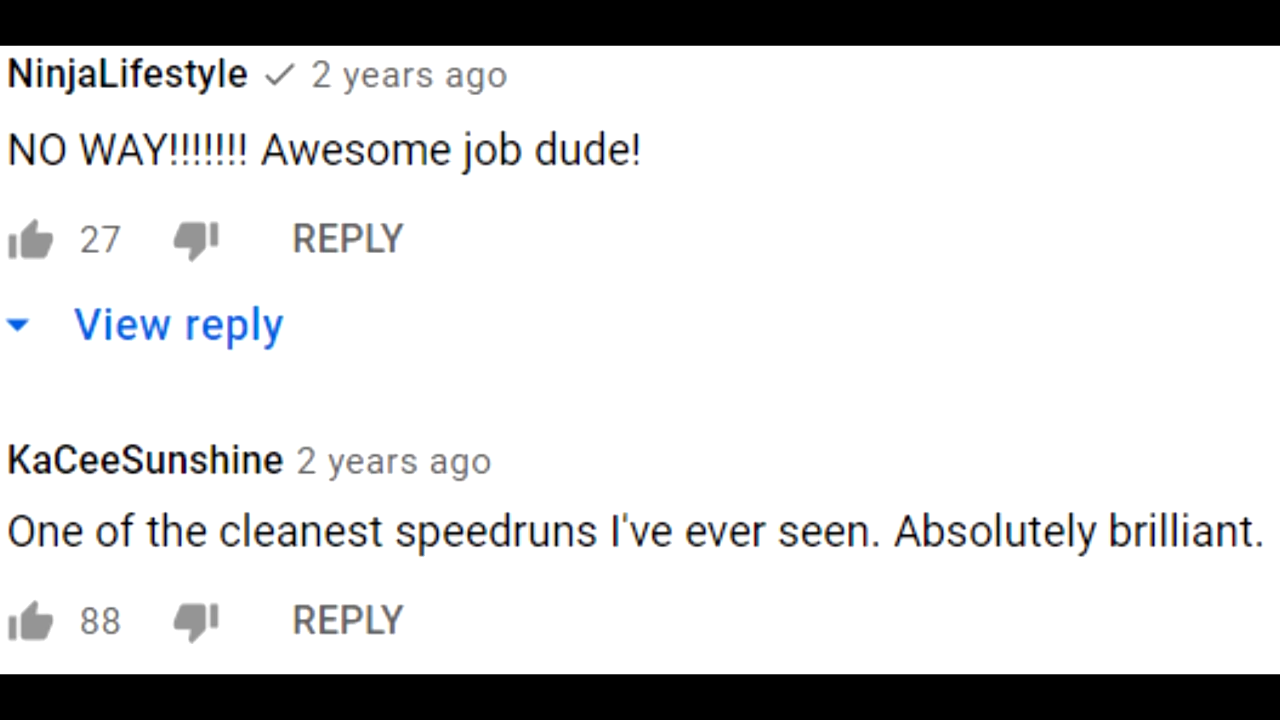 NinjaLifestyle ✓ 2 years ago
NO WAY!!!!!!! Awesome job dude!
27 REPLY
View reply
KaCeeSunshine 2 years ago
One of the cleanest speedruns I've ever seen. Absolutely brilliant.
88 REPLY